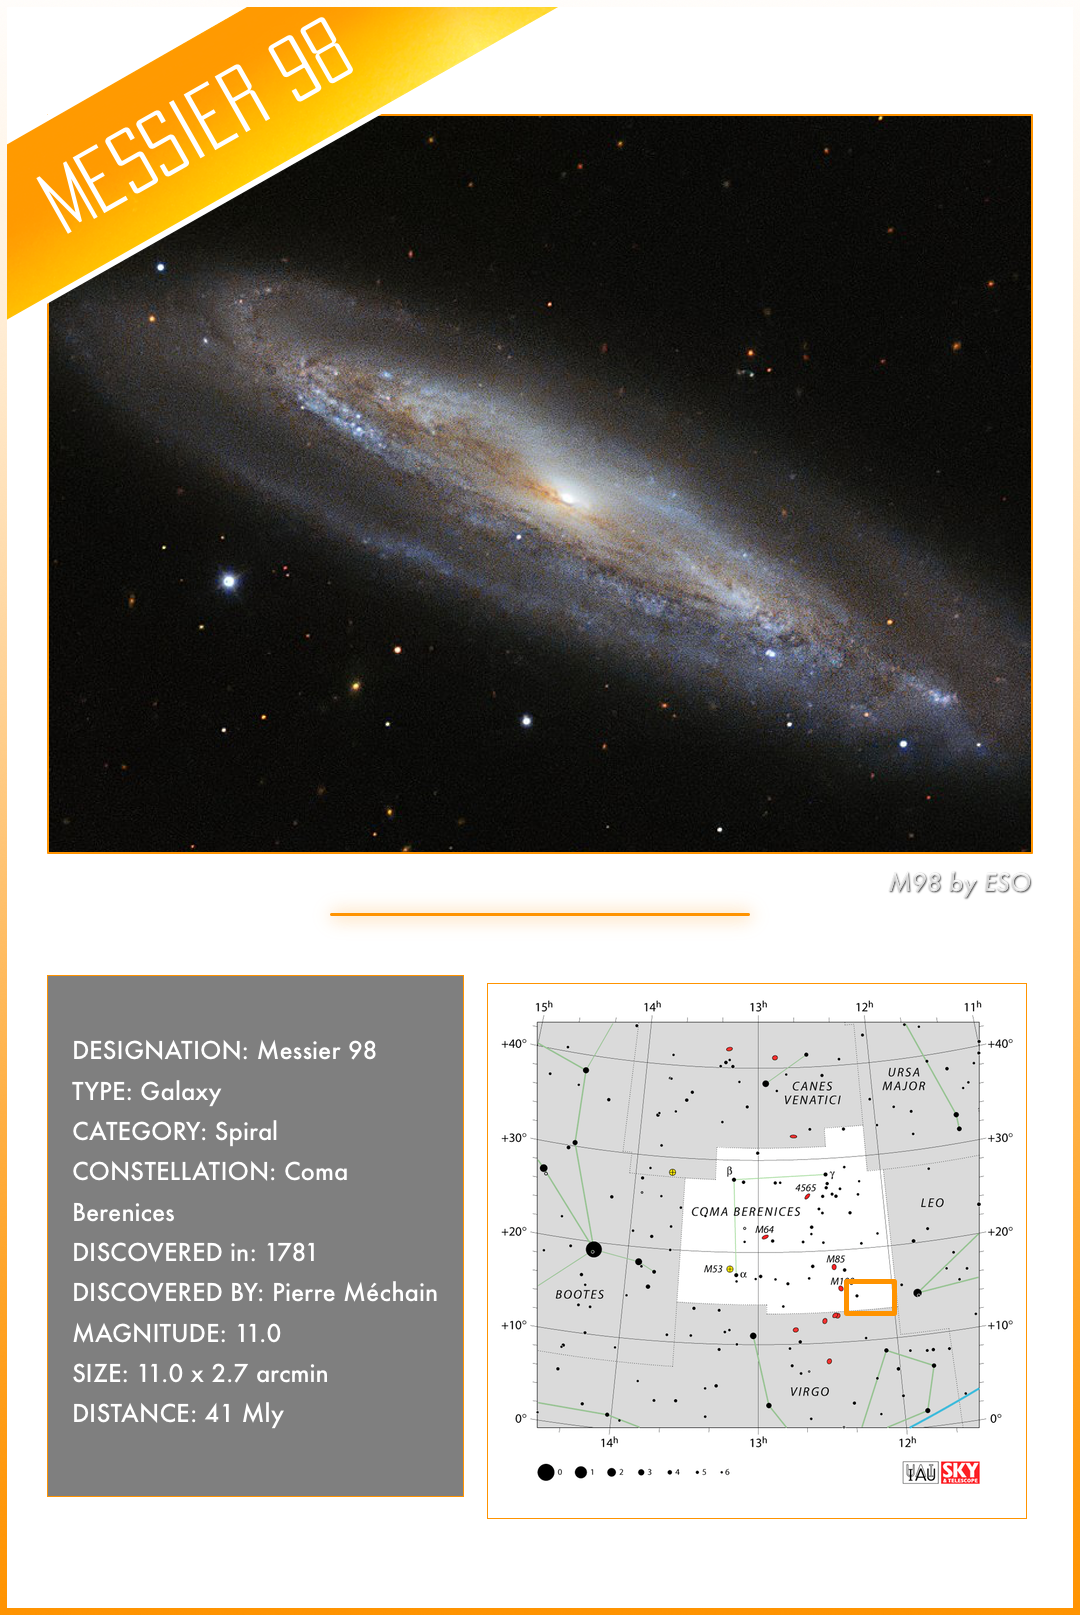 MESSIER 98
M98 by ESO
DESIGNATION: Messier 98
TYPE: Galaxy
CATEGORY: Spiral
CONSTELLATION: Coma
Berenices
DISCOVERED in: 1781
DISCOVERED BY: Pierre Méchain
MAGNITUDE: 11.0
SIZE: 11.0 x 2.7 arcmin
DISTANCE: 41 Mly
15h 14h 13h 12h 11h
+40° +40°
URSA
MAJOR
CANES
VENATICI
+30° +30°
β γ
4565
LEO
COMA BERENICES
M64
+20° +20°
M85
M53 α
M100
BOOTES
+10° +10°
VIRGO
0° 0°
14h 13h 12h
0 1 2 3 4 5 6
IAU SKY
& TELESCOPE